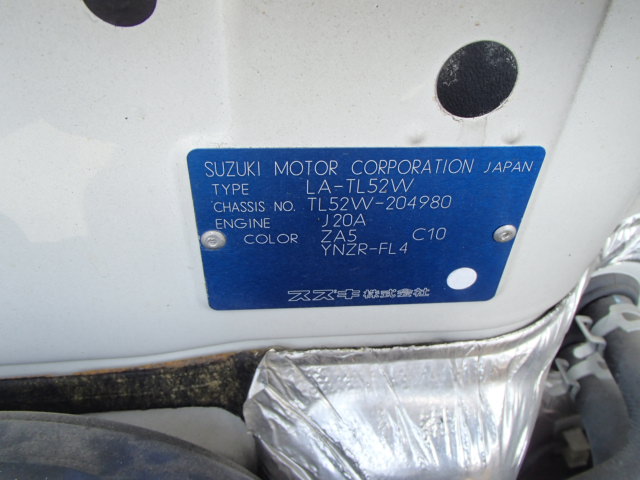 SUZUKI MOTOR CORPORATION JAPAN
TYPE LA-TL52W
CHASSIS NO. TL52W-204980
ENGINE J20A
COLOR ZA5 C10
YNZR-FL4
スズキ株式会社